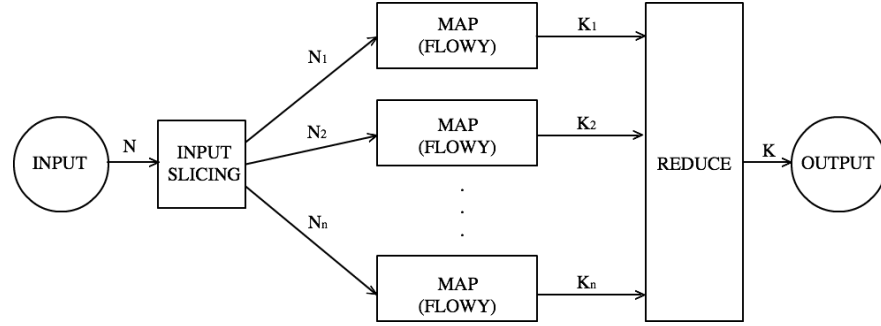 INPUT
N
INPUT
SLICING
N1
N2
Nn
MAP
(FLOWY)
MAP
(FLOWY)
. . .
MAP
(FLOWY)
K1
K2
Kn
REDUCE
K
OUTPUT